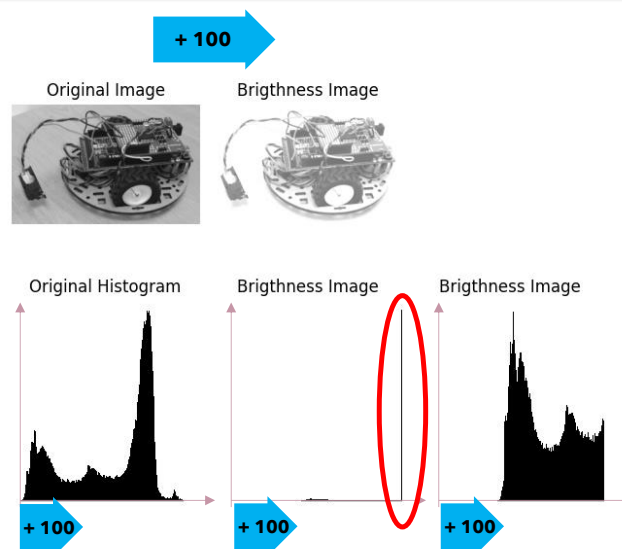 + 100
Original Image
Brigthness Image
Original Histogram
Brigthness Image
Brigthness Image
+ 100
+ 100
+ 100